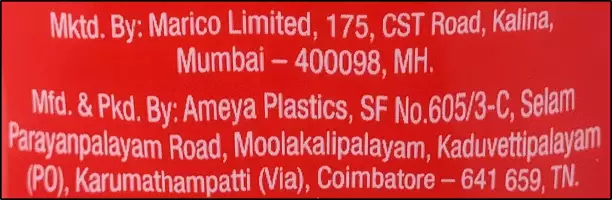 Mktd. By: Marico Limited, 175, CST Road, Kalina,
Mumbai – 400098, MH.
Mfd. & Pkd. By: Ameya Plastics, SF No.605/3-C, Selam
Parayanpalayam Road, Moolakalipalayam, Kaduvettipalayam
(PO), Karumathampatti (Via), Coimbatore – 641 659, TN.